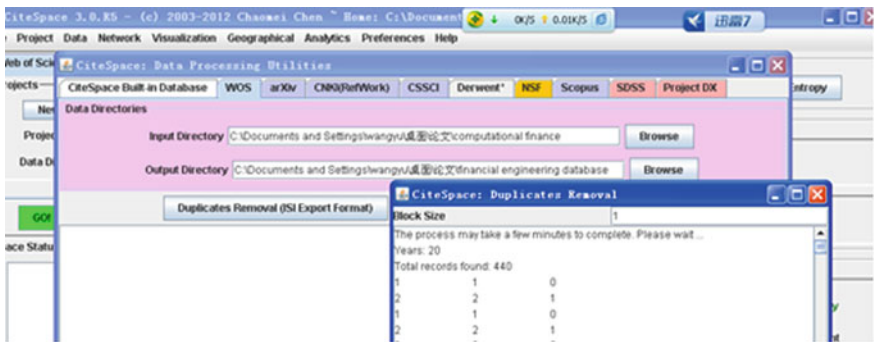 CiteSpace 3.0.R5 - (c) 2003-2012 Chaomei Chen ~ Home: C:\Document
0K/S 0.01K/S
迅雷7
Project Data Network Visualization Geographical Analytics Preferences Help
Web of Scie
CiteSpace: Data Processing Utilities
rojects
CiteSpace Built-in Database WOS arXiv CNKI(RefWork) CSSCI Derwent* NSF Scopus SDSS Project DX
ntropy
Data Directories
Ne
Projec
Input Directory C:\Documents and Settings\wangyu\桌面\论文\computational finance Browse
Data Di
Output Directory C:\Documents and Settings\wangyu\桌面\论文\financial engineering database Browse
CiteSpace: Duplicates Removal
Duplicates Removal (ISI Export Format)
GO!
Block Size 1
The process may take a few minutes to complete. Please wait ...
ace Statu
Years: 20
Total records found: 440
1 1 0
2 2 1
1 1 0
2 2 1